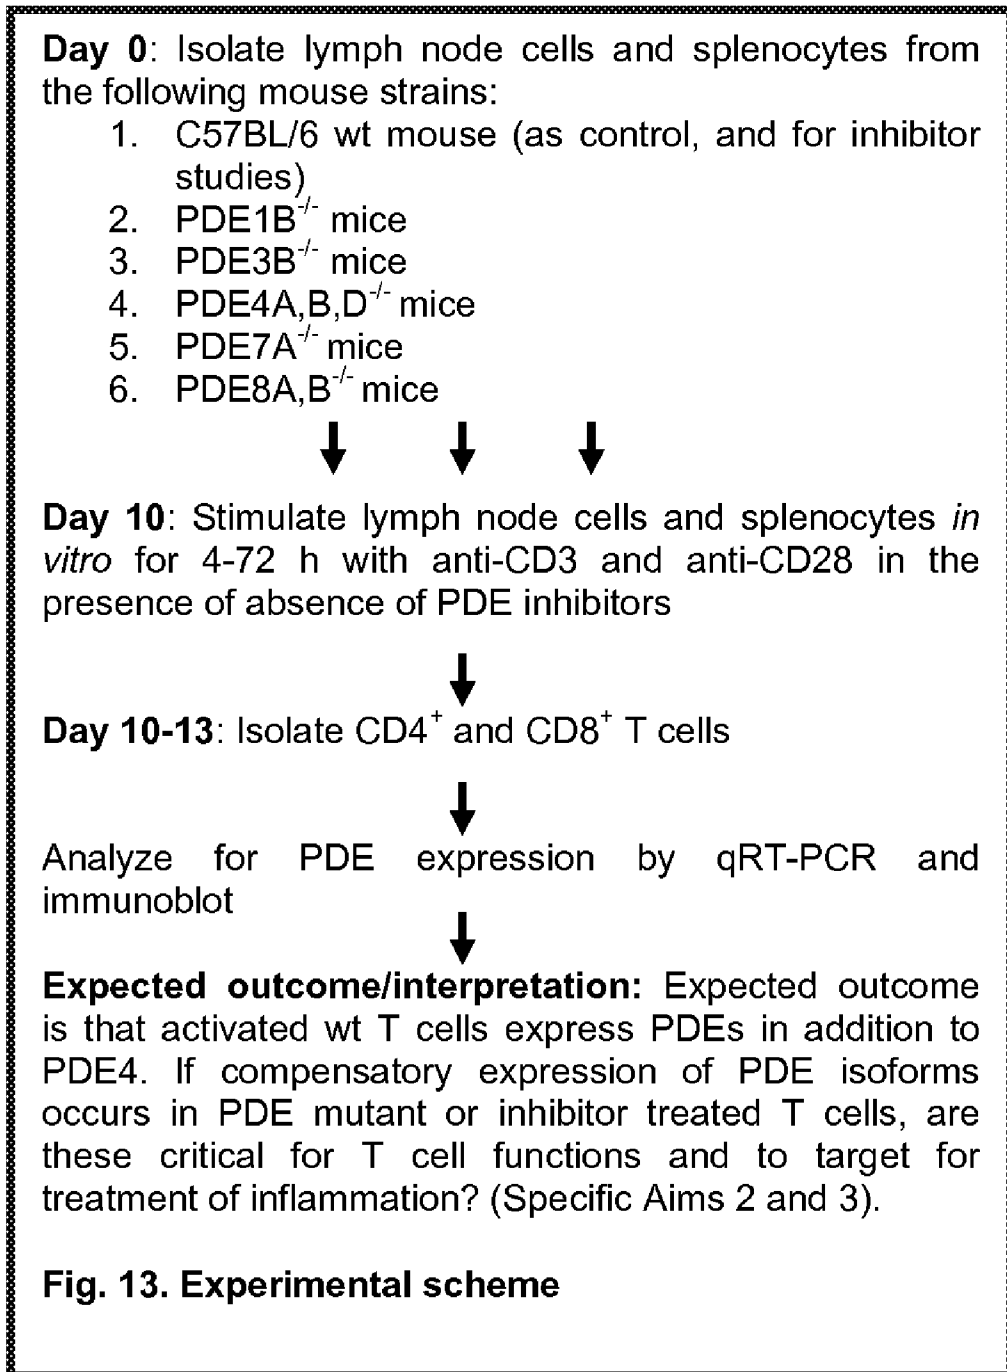 Day 0: Isolate lymph node cells and splenocytes from
the following mouse strains:
1. C57BL/6 wt mouse (as control, and for inhibitor
studies)
2. PDE1B⁻/⁻ mice
3. PDE3B⁻/⁻ mice
4. PDE4A,B,D⁻/⁻ mice
5. PDE7A⁻/⁻ mice
6. PDE8A,B⁻/⁻ mice
Day 10: Stimulate lymph node cells and splenocytes in
vitro for 4-72 h with anti-CD3 and anti-CD28 in the
presence of absence of PDE inhibitors
Day 10-13: Isolate CD4⁺ and CD8⁺ T cells
Analyze for PDE expression by qRT-PCR and
immunoblot
Expected outcome/interpretation: Expected outcome
is that activated wt T cells express PDEs in addition to
PDE4. If compensatory expression of PDE isoforms
occurs in PDE mutant or inhibitor treated T cells, are
these critical for T cell functions and to target for
treatment of inflammation? (Specific Aims 2 and 3).
Fig. 13. Experimental scheme